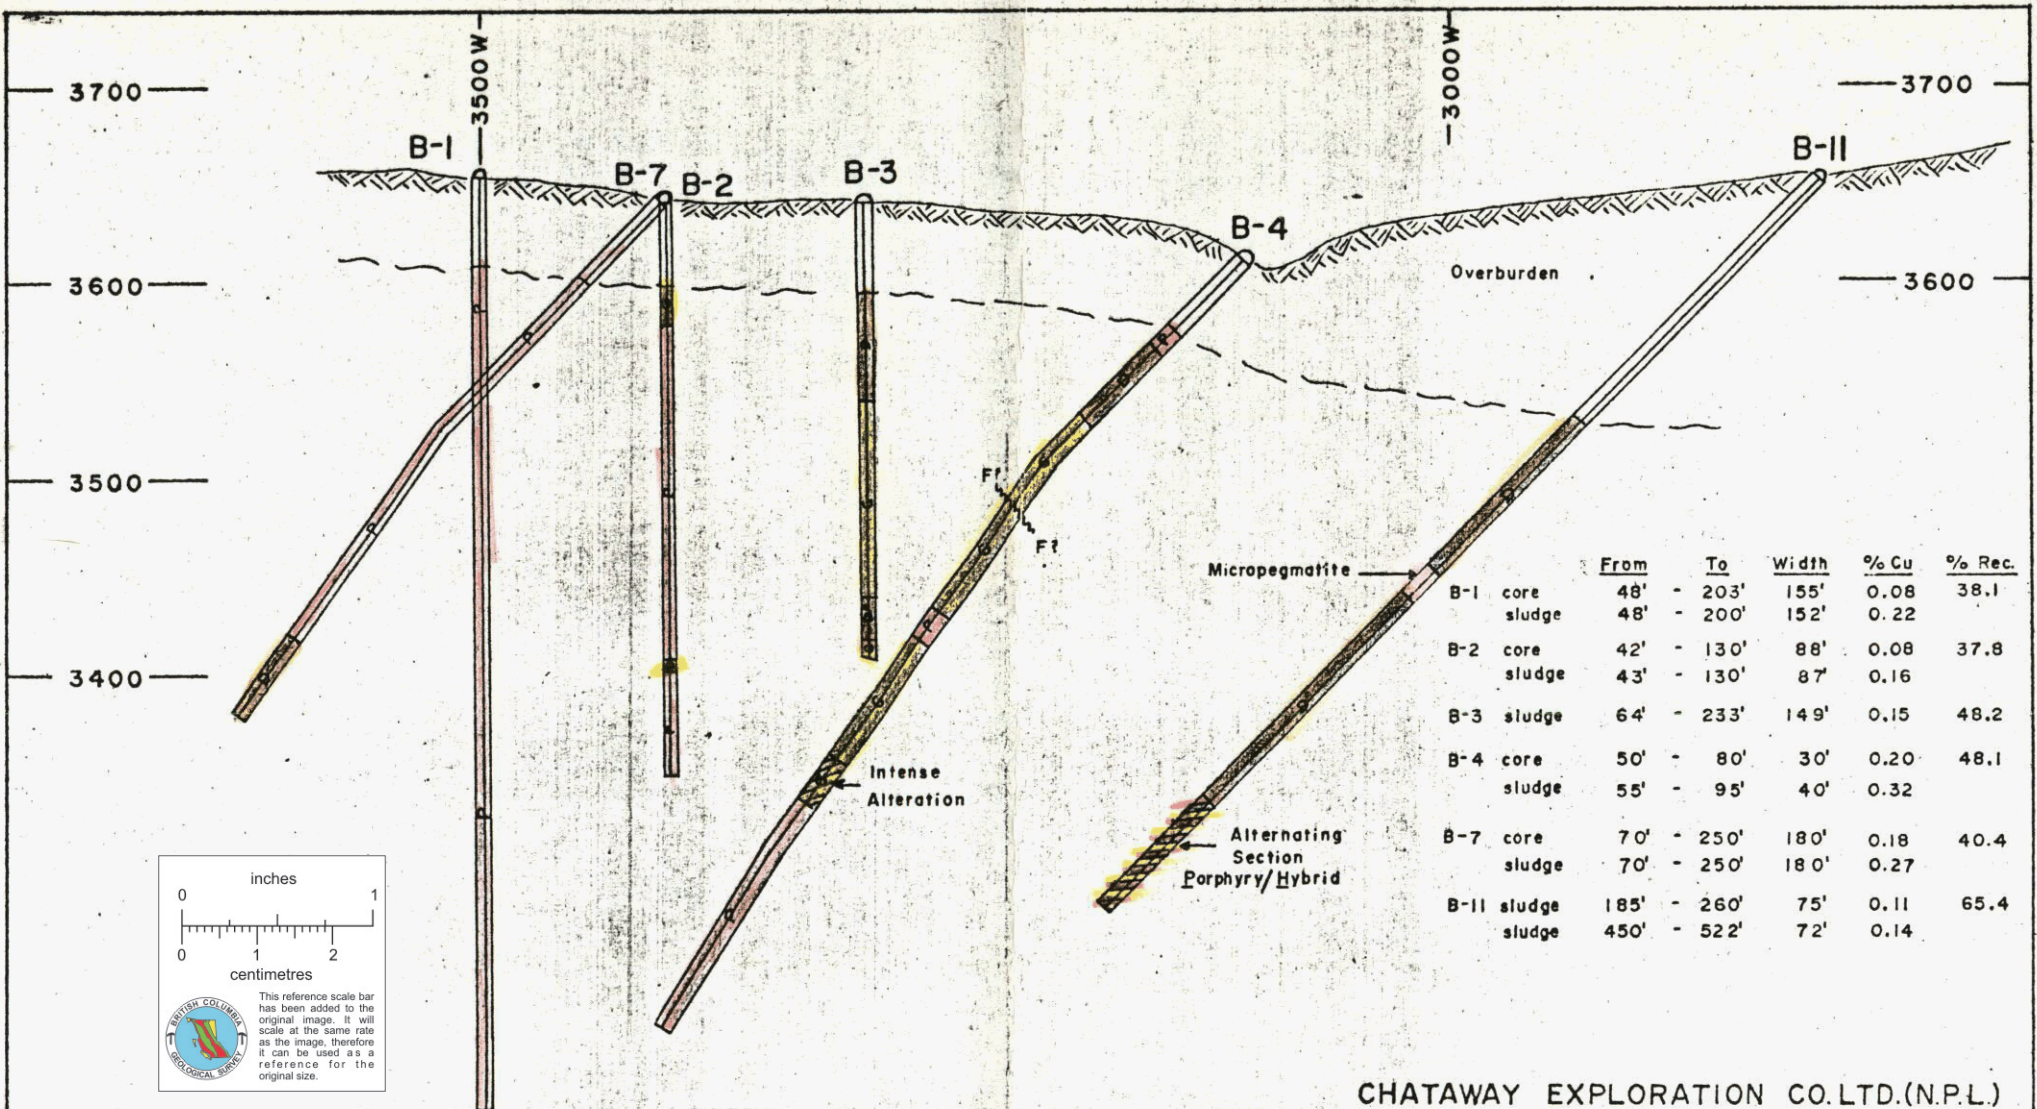 3500W
3000W
3700
3700
B-1
B-7
B-2
B-3
B-4
B-11
3600
Overburden
3600
P
P
P
3500
P
P
F?
F?
Micropegmatite
3400
Intense
Alteration
Alternating
Section
Porphyry/Hybrid
From To Width % Cu % Rec.
B-1 core 48' - 203' 155' 0.08 38.1
sludge 48' - 200' 152' 0.22
B-2 core 42' - 130' 88' 0.08 37.8
sludge 43' - 130' 87' 0.16
B-3 sludge 64' - 233' 149' 0.15 48.2
B-4 core 50' - 80' 30' 0.20 48.1
sludge 55' - 95' 40' 0.32
B-7 core 70' - 250' 180' 0.18 40.4
sludge 70' - 250' 180' 0.27
B-11 sludge 185' - 260' 75' 0.11 65.4
sludge 450' - 522' 72' 0.14
inches
0 1
0 1 2
centimetres
BRITISH COLUMBIA
GEOLOGICAL SURVEY
This reference scale bar
has been added to the
original image. It will
scale at the same rate
as the image, therefore
it can be used as a
reference for the
original size.
CHATAWAY EXPLORATION CO. LTD. (N.P.L.)